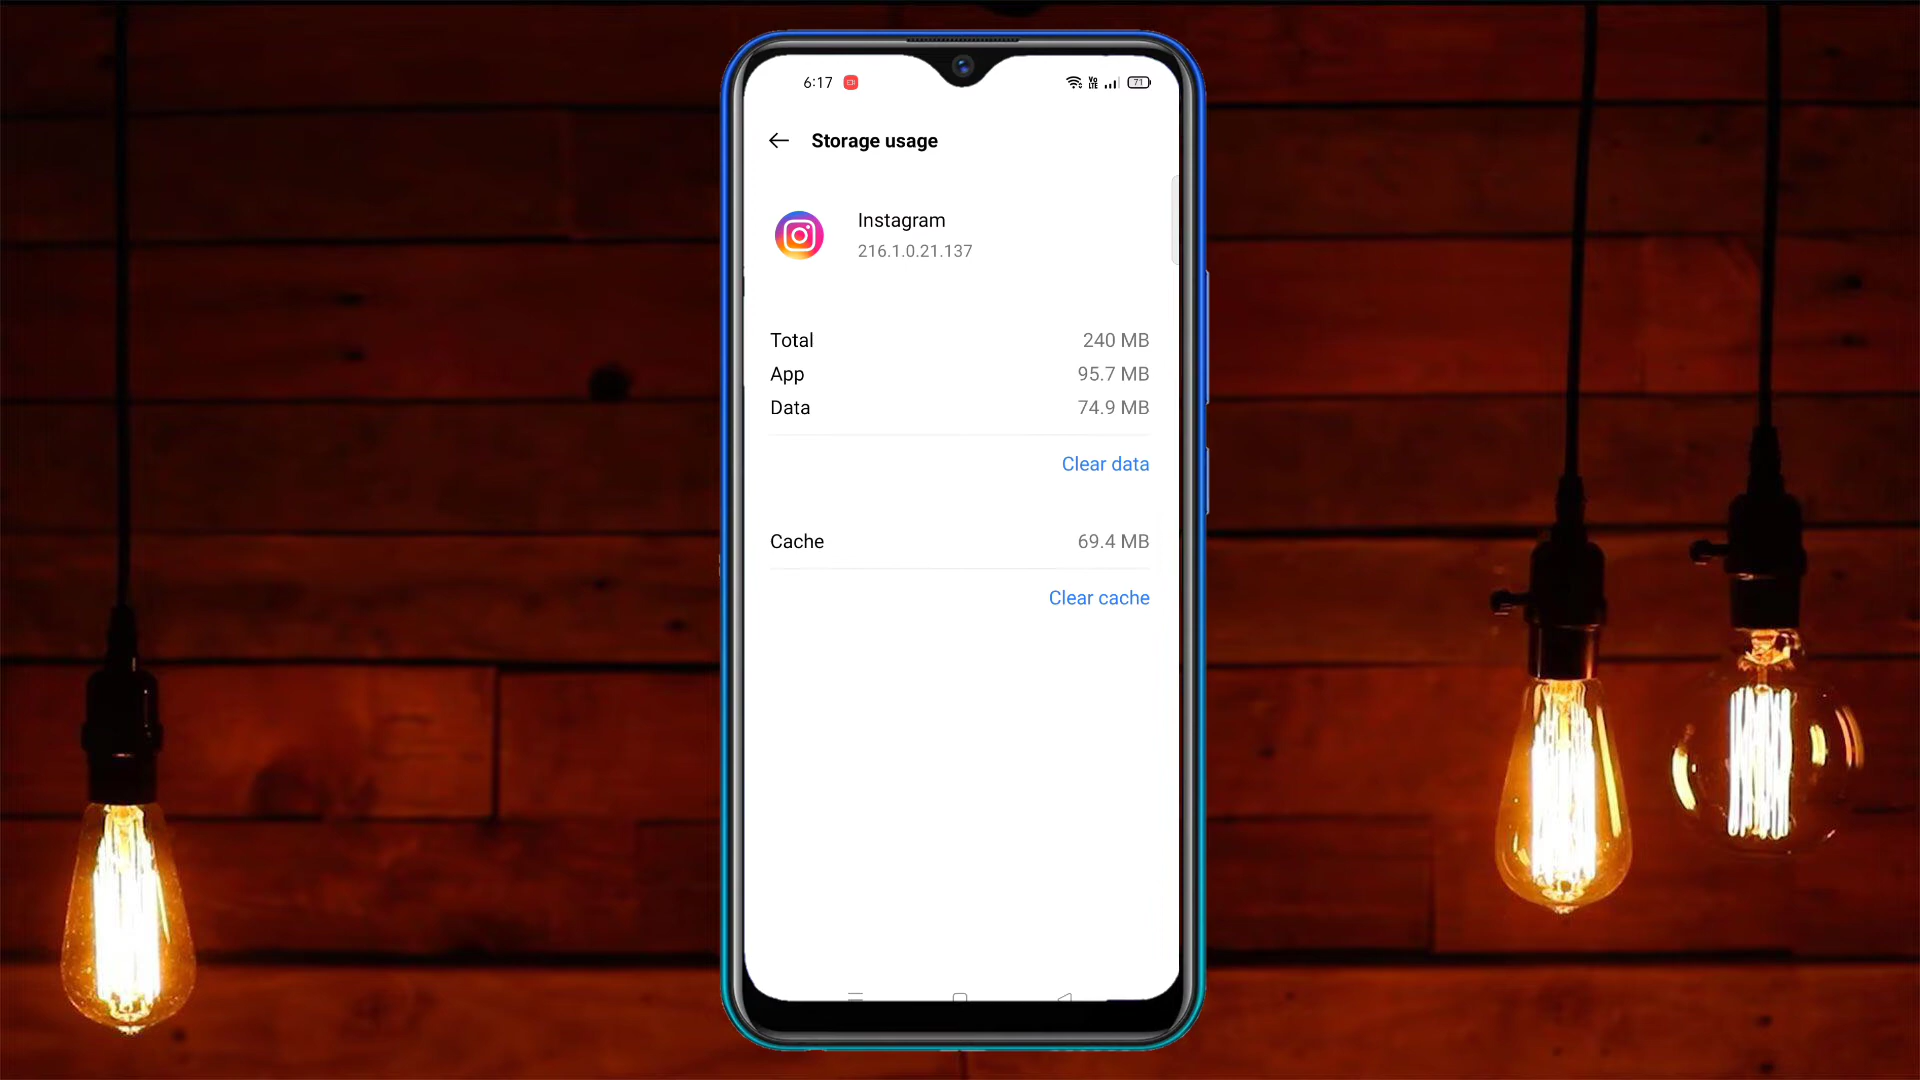 6:17 71
Storage usage
Instagram
216.1.0.21.137
Total 240 MB
App 95.7 MB
Data 74.9 MB
Clear data
Cache 69.4 MB
Clear cache